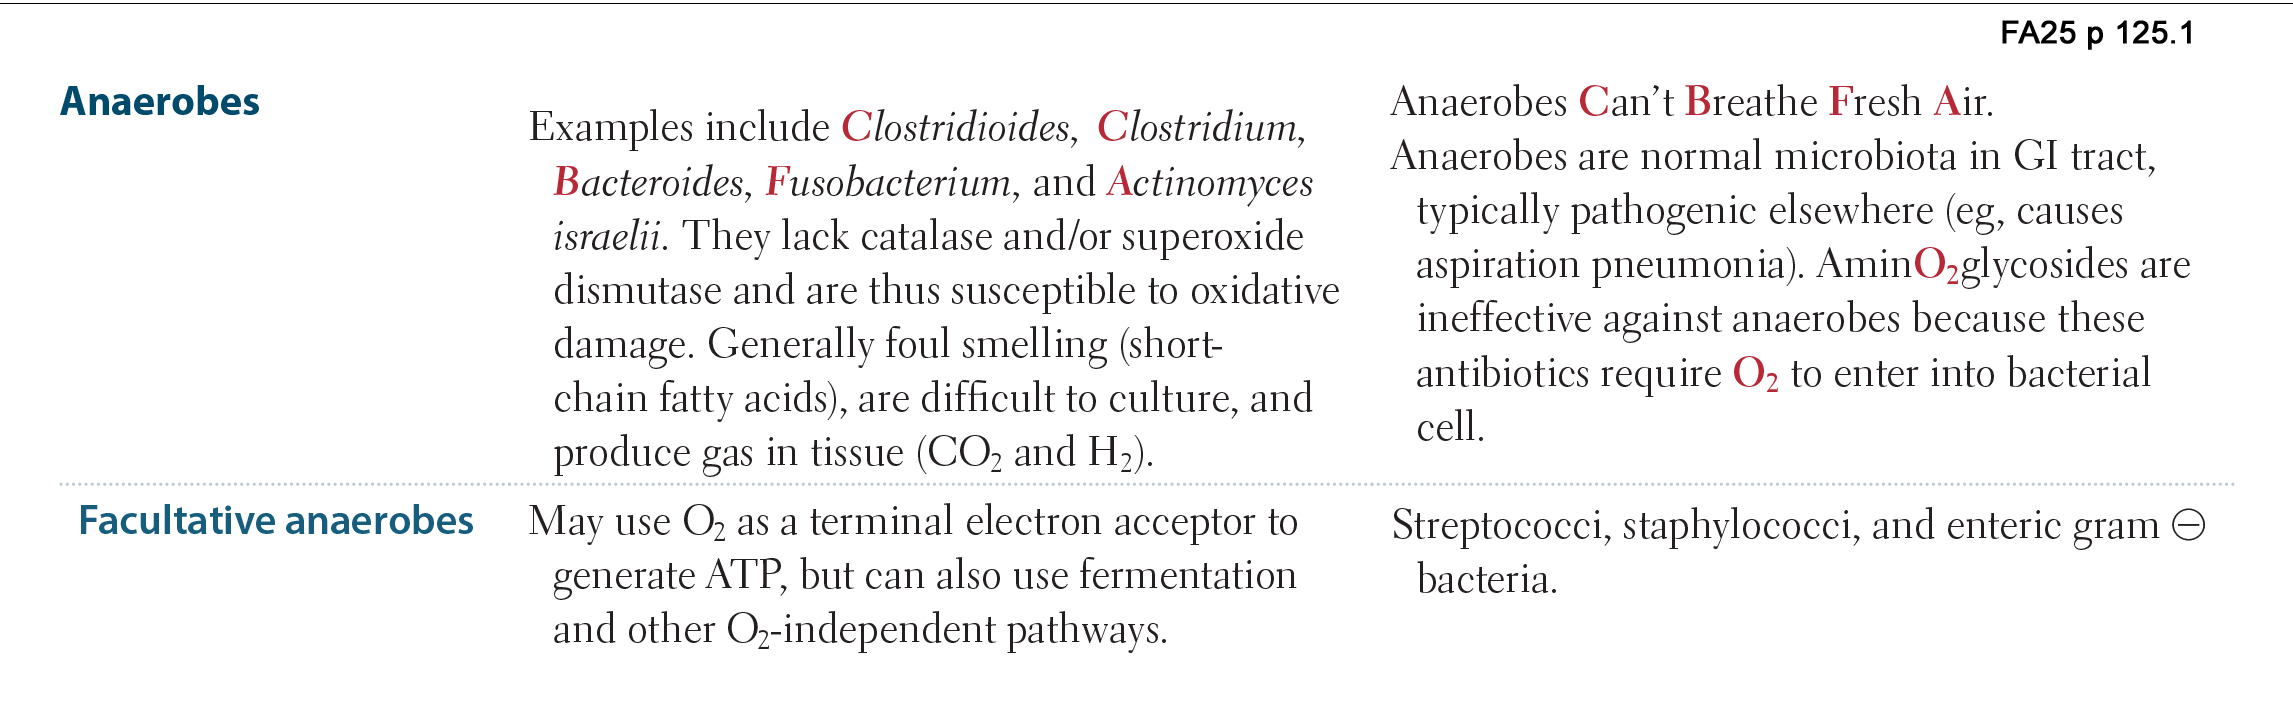 FA25 p 125.1
Anaerobes
Examples include Clostridioides, Clostridium,
Bacteroides, Fusobacterium, and Actinomyces
israelii. They lack catalase and/or superoxide
dismutase and are thus susceptible to oxidative
damage. Generally foul smelling (short-
chain fatty acids), are difficult to culture, and
produce gas in tissue (CO₂ and H₂).
Anaerobes Can’t Breathe Fresh Air.
Anaerobes are normal microbiota in GI tract,
typically pathogenic elsewhere (eg, causes
aspiration pneumonia). AminO₂glycosides are
ineffective against anaerobes because these
antibiotics require O₂ to enter into bacterial
cell.
Facultative anaerobes
May use O₂ as a terminal electron acceptor to
generate ATP, but can also use fermentation
and other O₂-independent pathways.
Streptococci, staphylococci, and enteric gram ⊖
bacteria.